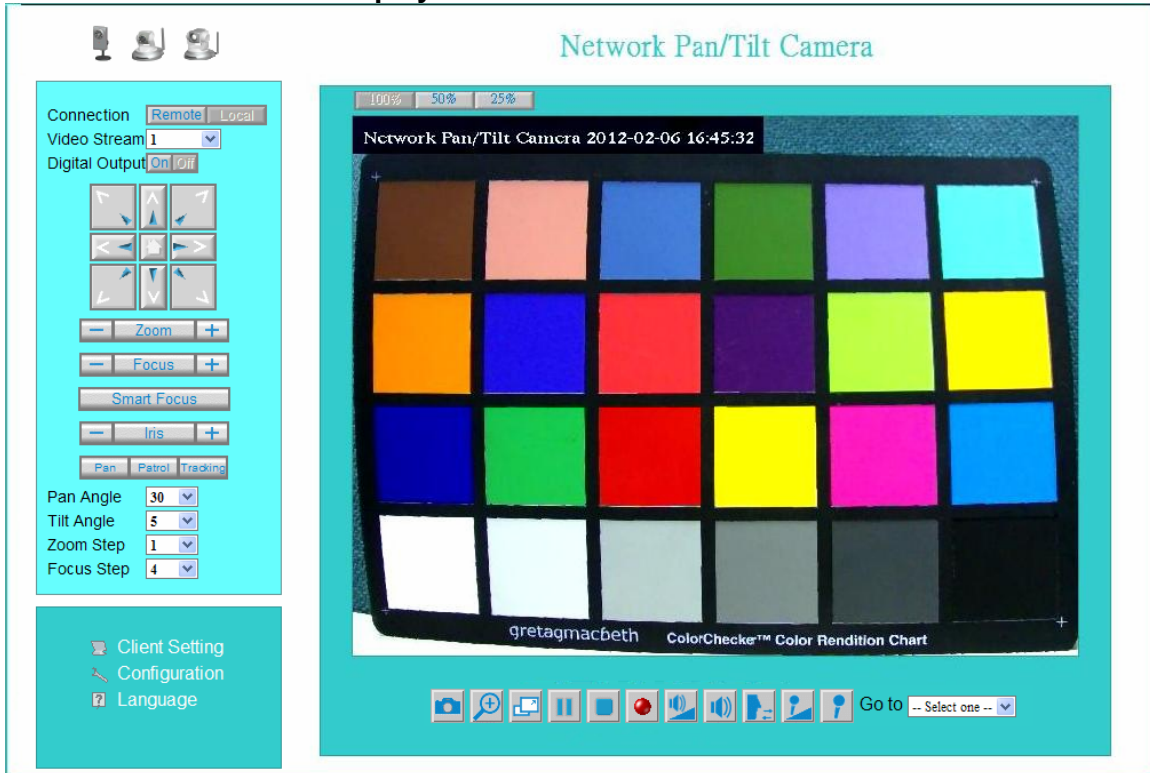 Network Pan/Tilt Camera
Connection Remote Local
Video Stream 1
Digital Output On Off
Zoom
Focus
Smart Focus
Iris
Pan Patrol Tracking
Pan Angle 30
Tilt Angle 5
Zoom Step 1
Focus Step 4
Client Setting
Configuration
Language
100% 50% 25%
Network Pan/Tilt Camera 2012-02-06 16:45:32
gretagmacbeth ColorChecker™ Color Rendition Chart
Go to -- Select one --